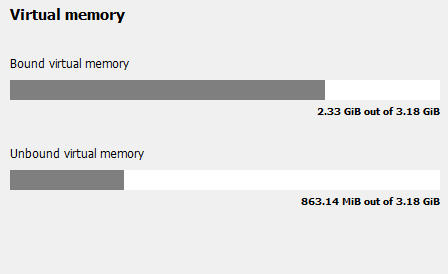 Virtual memory
Bound virtual memory
2.33 GiB out of 3.18 GiB
Unbound virtual memory
863.14 MiB out of 3.18 GiB